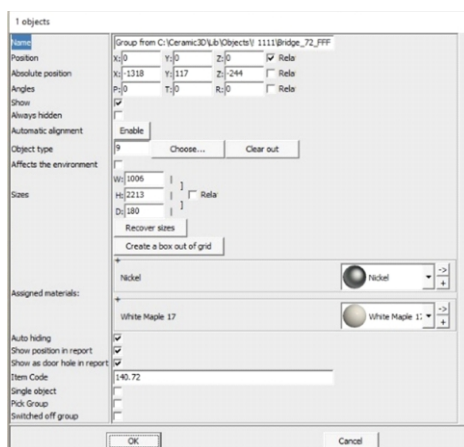 1 objects
Name Group from C:\Ceramic3D\Lib\Objects\! 1111\Bridge_72_FFF
Position X: 0 Y: 0 Z: 0 Rela
Absolute position X: -1318 Y: 117 Z: -244 Rela
Angles P: 0 T: 0 R: 0 Rela
Show
Always hidden
Automatic alignment Enable
Object type 9 Choose... Clear out
Affects the environment
W: 1006
Sizes H: 2213 Rela
D: 180
Recover sizes
Create a box out of grid
+
Nickel Nickel ->
+
Assigned materials:
+
White Maple 17 White Maple 1 ->
+
Auto hiding
Show position in report
Show as door hole in report
Item Code 140.72
Single object
Pick Group
Switched off group
OK Cancel